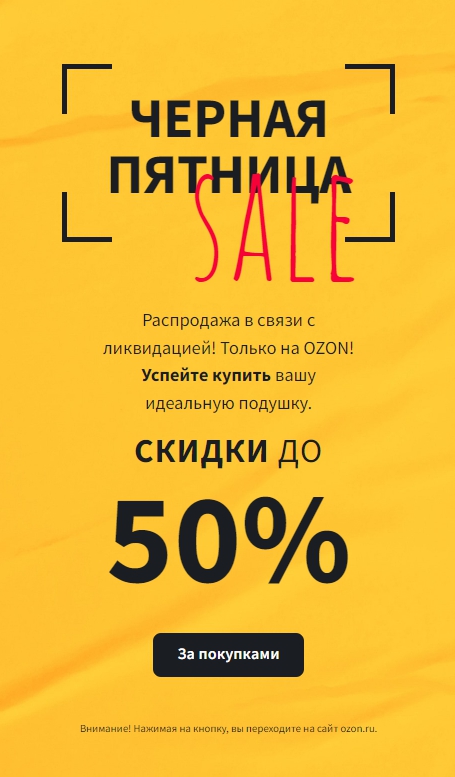 ЧЕРНАЯ
ПЯТНИЦА
SALE
Распродажа в связи с
ликвидацией! Только на OZON!
Успейте купить вашу
идеальную подушку.
СКИДКИ ДО
50%
За покупками
Внимание! Нажимая на кнопку, вы переходите на сайт ozon.ru.